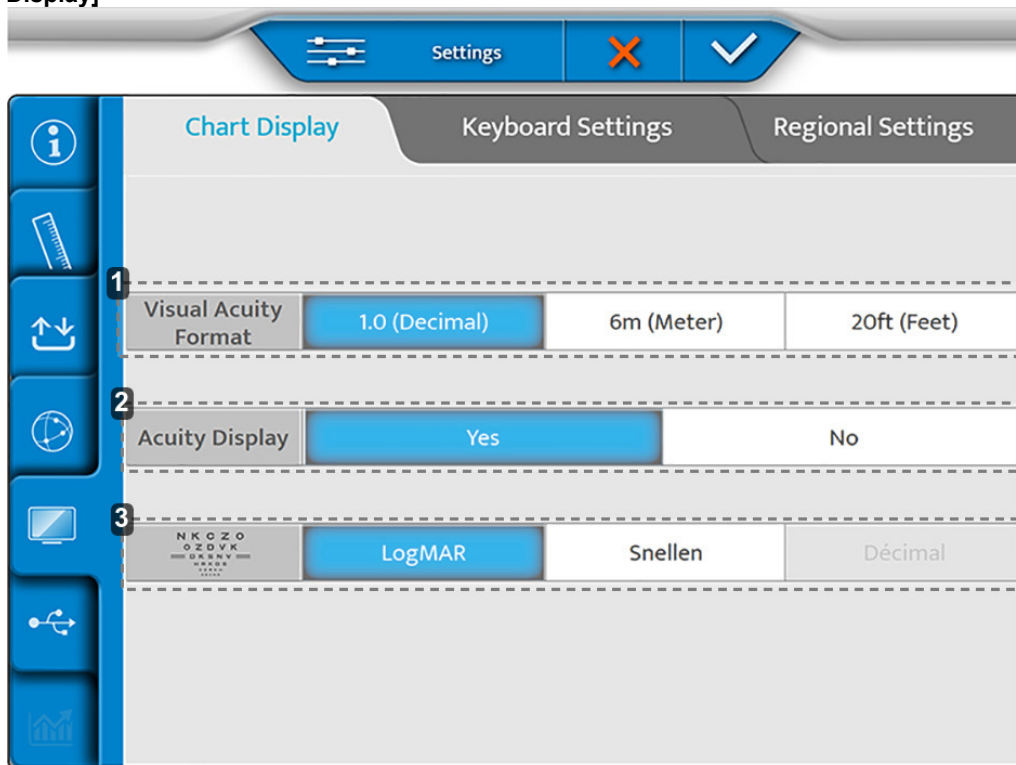 Display]
Settings
Chart Display
Keyboard Settings
Regional Settings
1
Visual Acuity Format
1.0 (Decimal)
6m (Meter)
20ft (Feet)
2
Acuity Display
Yes
No
3
N K C Z O
O Z D V K
D K S N V
LogMAR
Snellen
Décimal